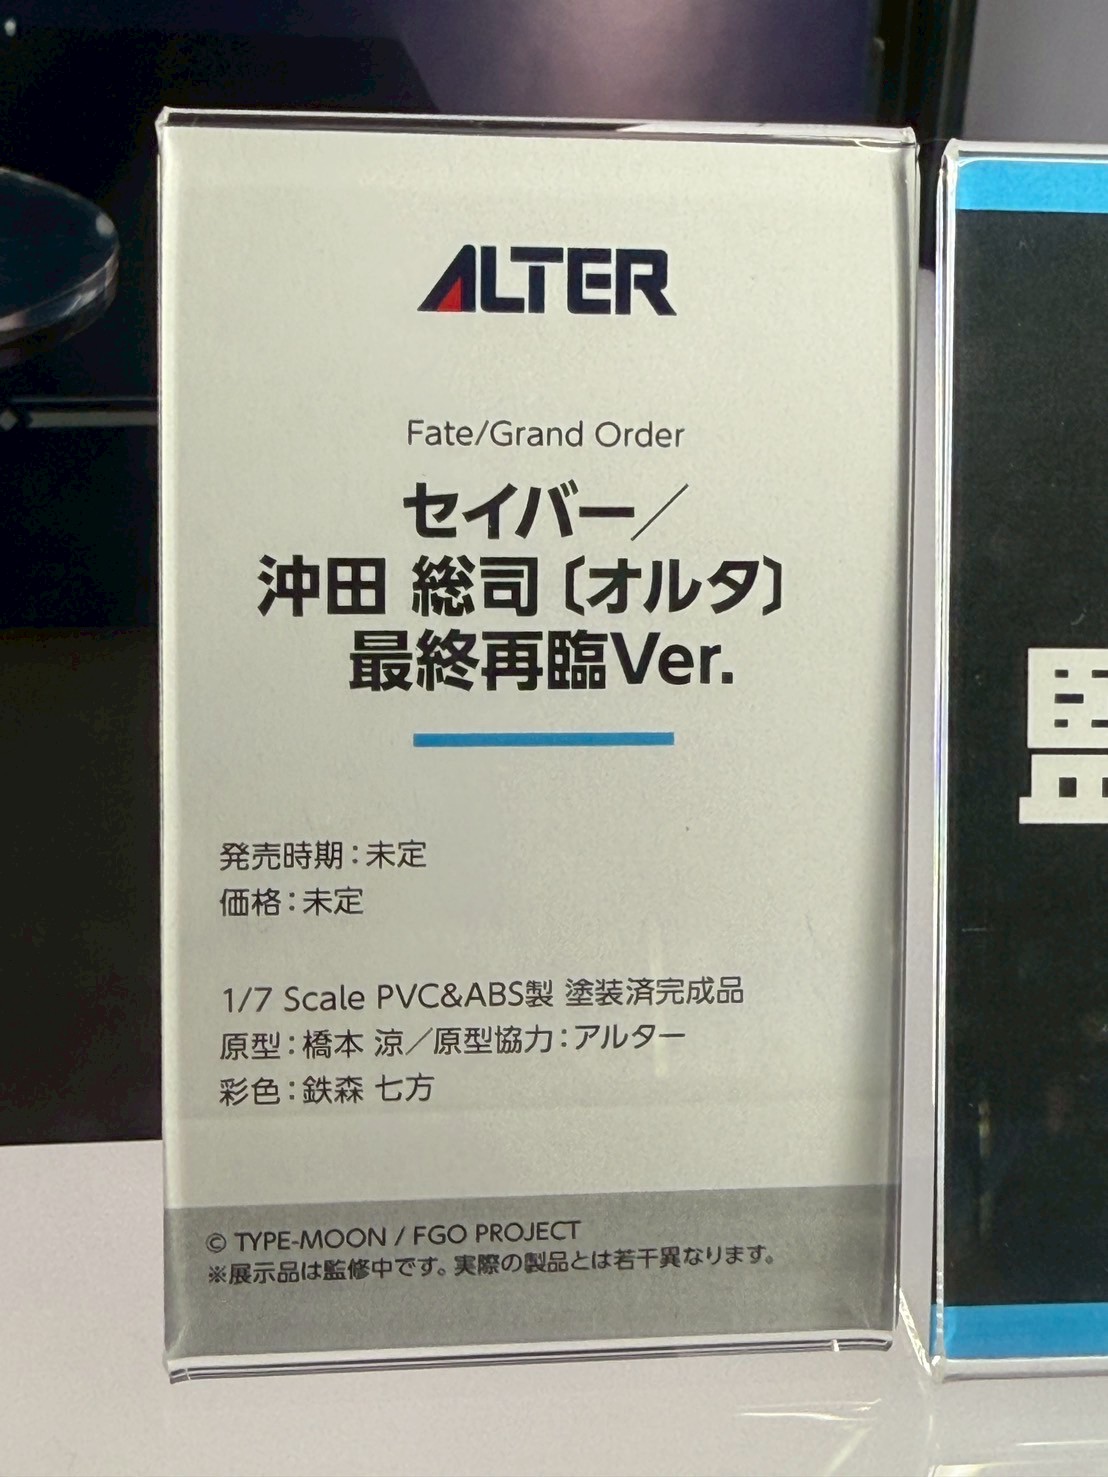 ALTER
Fate/Grand Order
セイバー／
沖田 総司〔オルタ〕
最終再臨Ver.
発売時期：未定
価格：未定
1/7 Scale PVC&ABS製 塗装済完成品
原型：橋本 涼／原型協力：アルター
彩色：鉄森 七方
© TYPE-MOON / FGO PROJECT
※展示品は監修中です。実際の製品とは若干異なります。